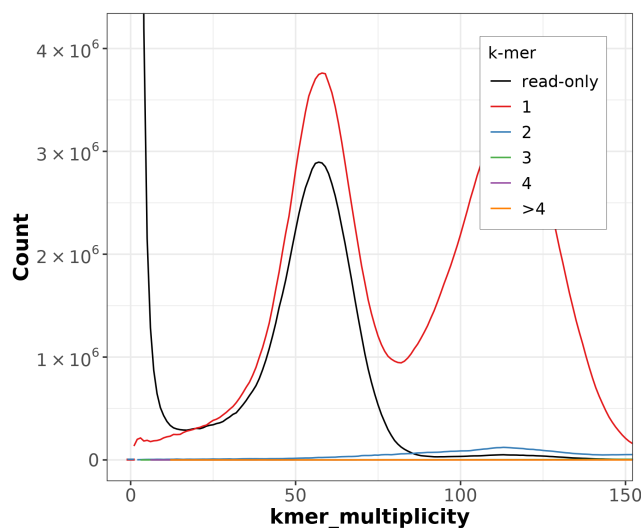 4 × 10⁶
3 × 10⁶
2 × 10⁶
1 × 10⁶
0
Count
k-mer
read-only
1
2
3
4
>4
0
50
100
150
kmer_multiplicity